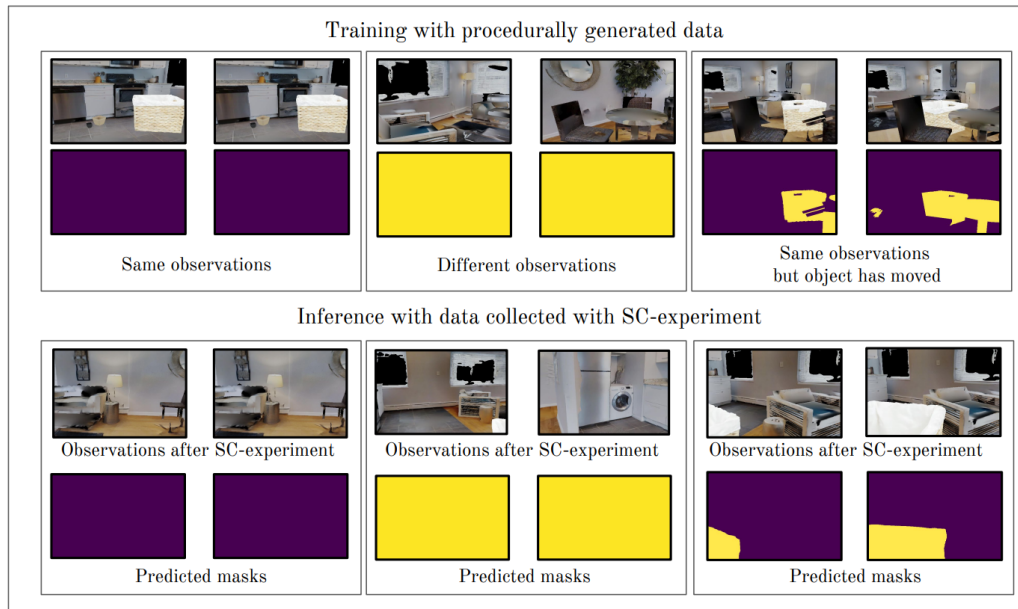 Training with procedurally generated data
Same observations
Different observations
Same observations
but object has moved
Inference with data collected with SC-experiment
Observations after SC-experiment
Observations after SC-experiment
Observations after SC-experiment
Predicted masks
Predicted masks
Predicted masks